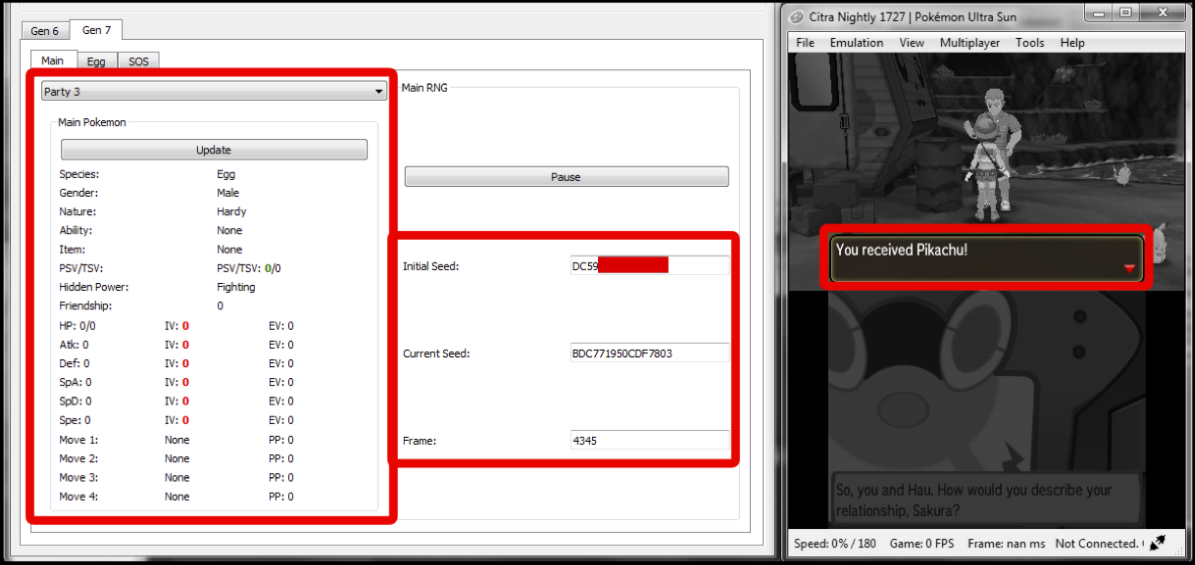 Gen 6 Gen 7
Main Egg SOS
Party 3
Main Pokemon
Update
Species: Egg
Gender: Male
Nature: Hardy
Ability: None
Item: None
PSV/TSV: PSV/TSV: 0/0
Hidden Power: Fighting
Friendship: 0
HP: 0/0 IV: 0 EV: 0
Atk: 0 IV: 0 EV: 0
Def: 0 IV: 0 EV: 0
SpA: 0 IV: 0 EV: 0
SpD: 0 IV: 0 EV: 0
Spe: 0 IV: 0 EV: 0
Move 1: None PP: 0
Move 2: None PP: 0
Move 3: None PP: 0
Move 4: None PP: 0
Main RNG
Pause
Initial Seed: DC59
Current Seed: BDC771950CDF7803
Frame: 4345
Citra Nightly 1727 | Pokémon Ultra Sun
File Emulation View Multiplayer Tools Help
You received Pikachu!
So, you and Hau. How would you describe your
relationship, Sakura?
Speed: 0% / 180 Game: 0 FPS Frame: nan ms Not Connected.